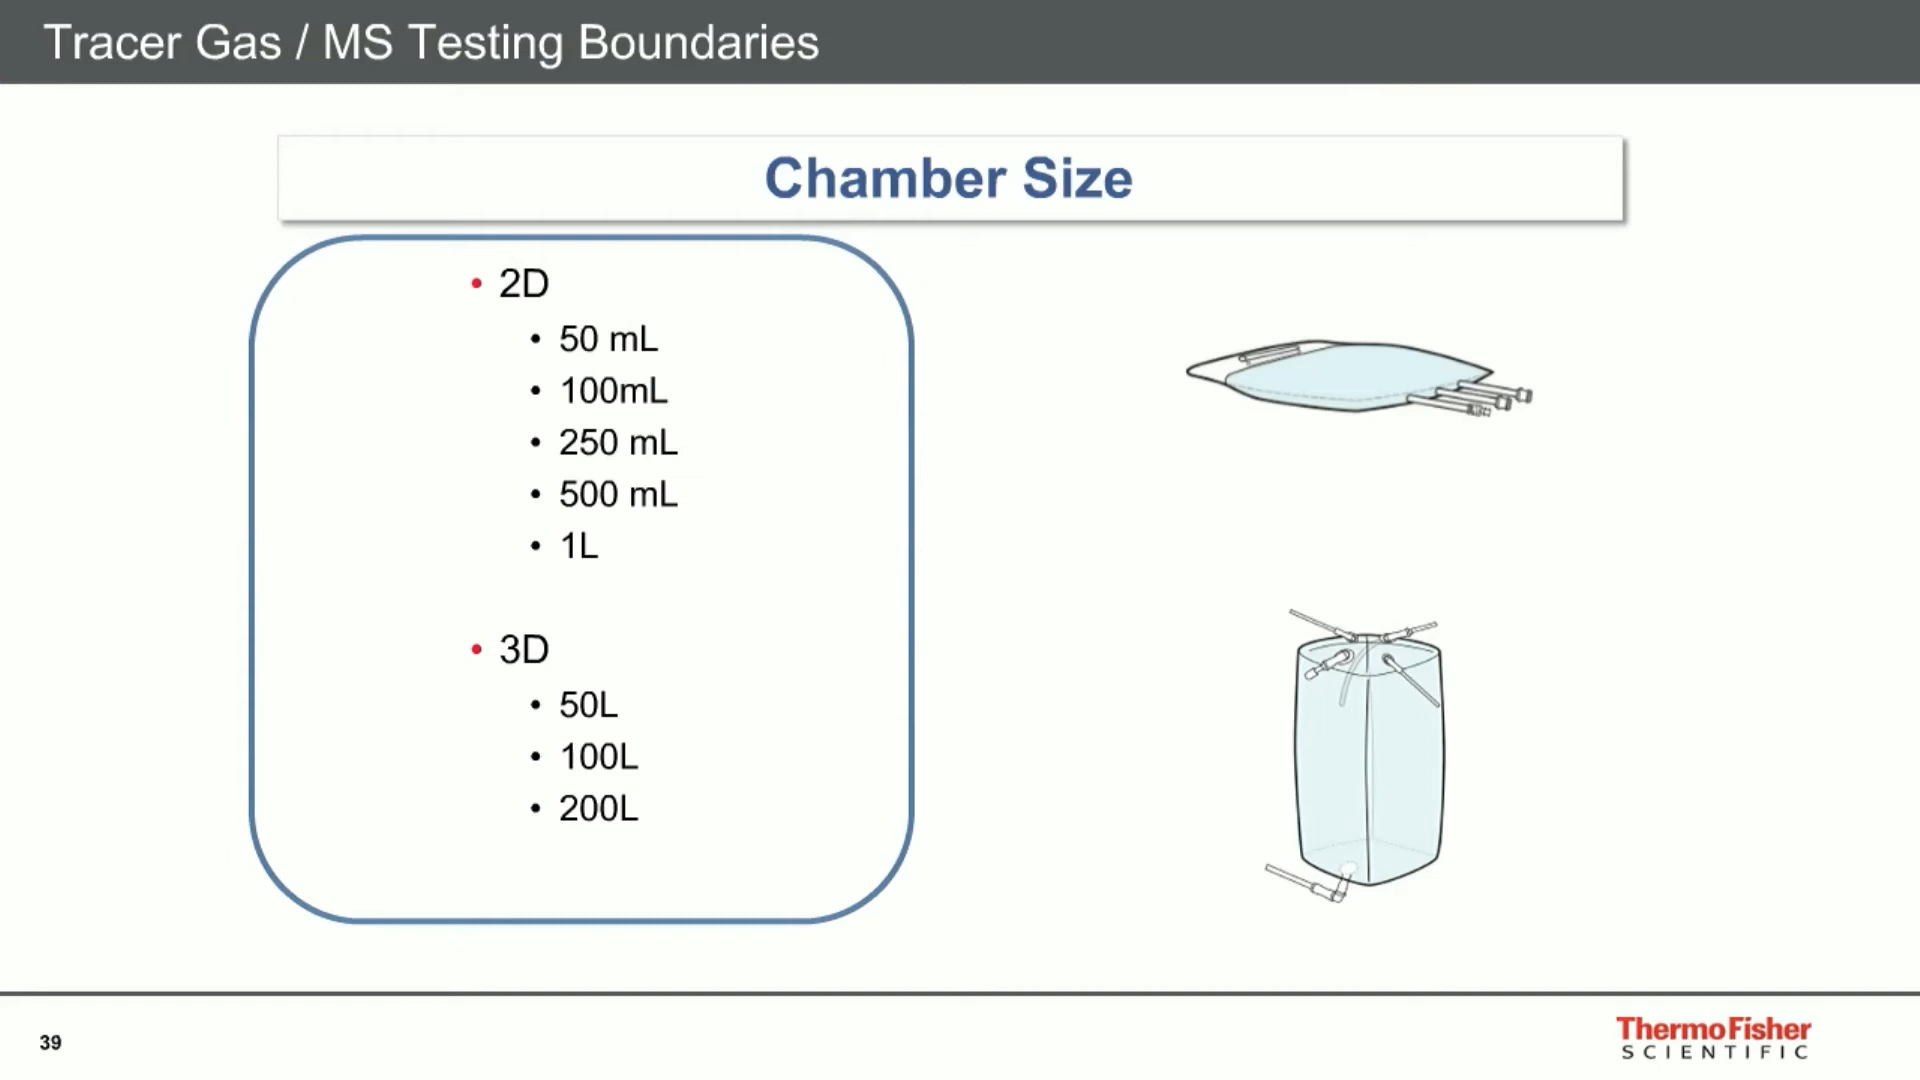 Tracer Gas / MS Testing Boundaries
Chamber Size
• 2D
• 50 mL
• 100mL
• 250 mL
• 500 mL
• 1L
• 3D
• 50L
• 100L
• 200L
39
ThermoFisher
SCIENTIFIC